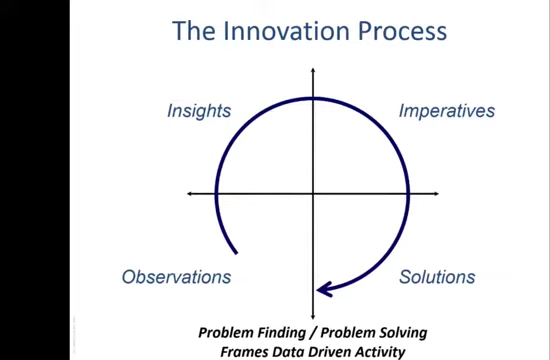 The Innovation Process
Insights
Imperatives
Observations
Solutions
Problem Finding / Problem Solving
Frames Data Driven Activity